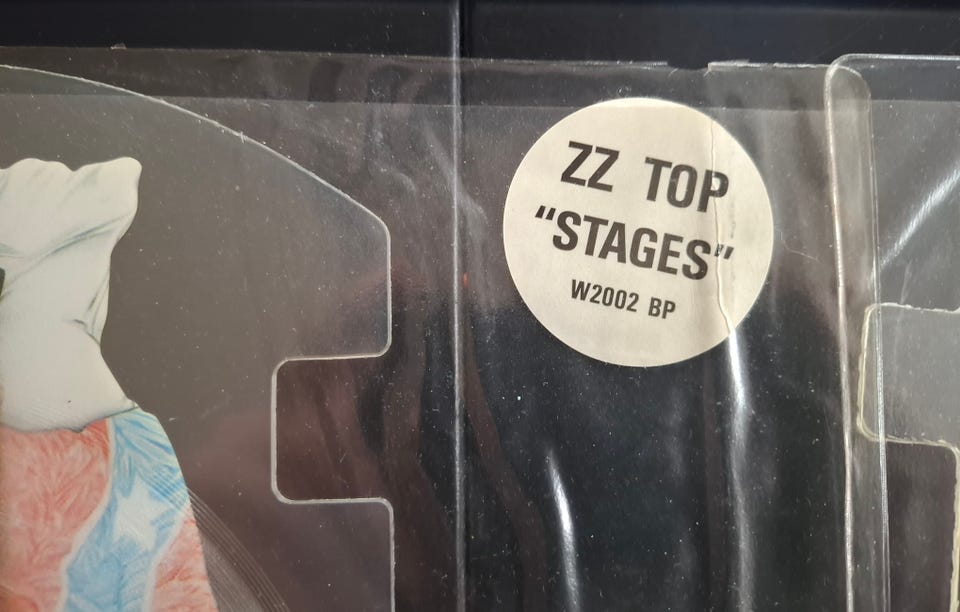 ZZ TOP
"STAGES"
W2002 BP